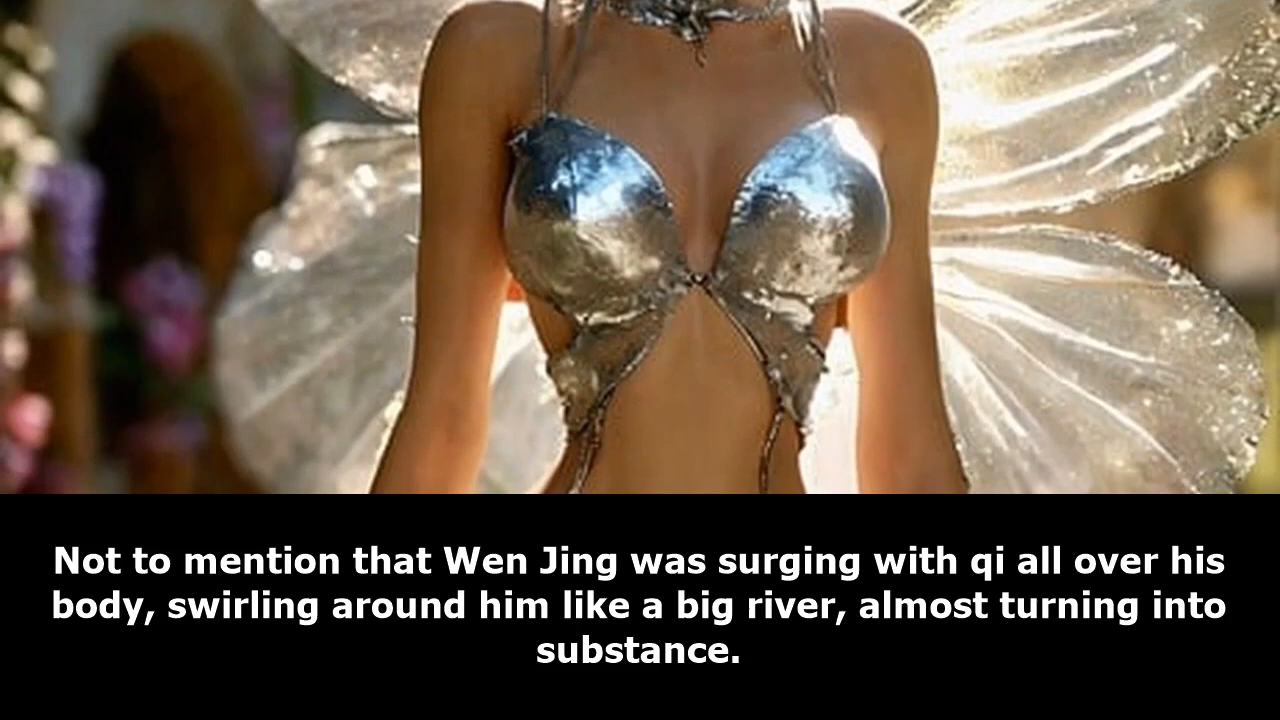 Not to mention that Wen Jing was surging with qi all over his
body, swirling around him like a big river, almost turning into
substance.